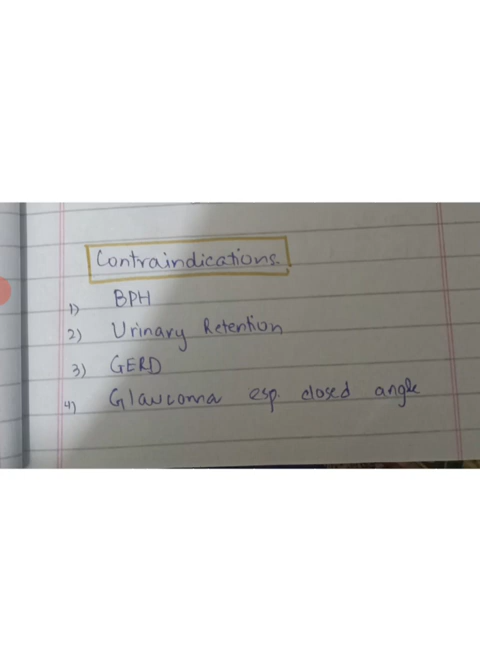 Contraindications.
1) BPH
2) Urinary Retention
3) GERD
4) Glaucoma esp. closed angle